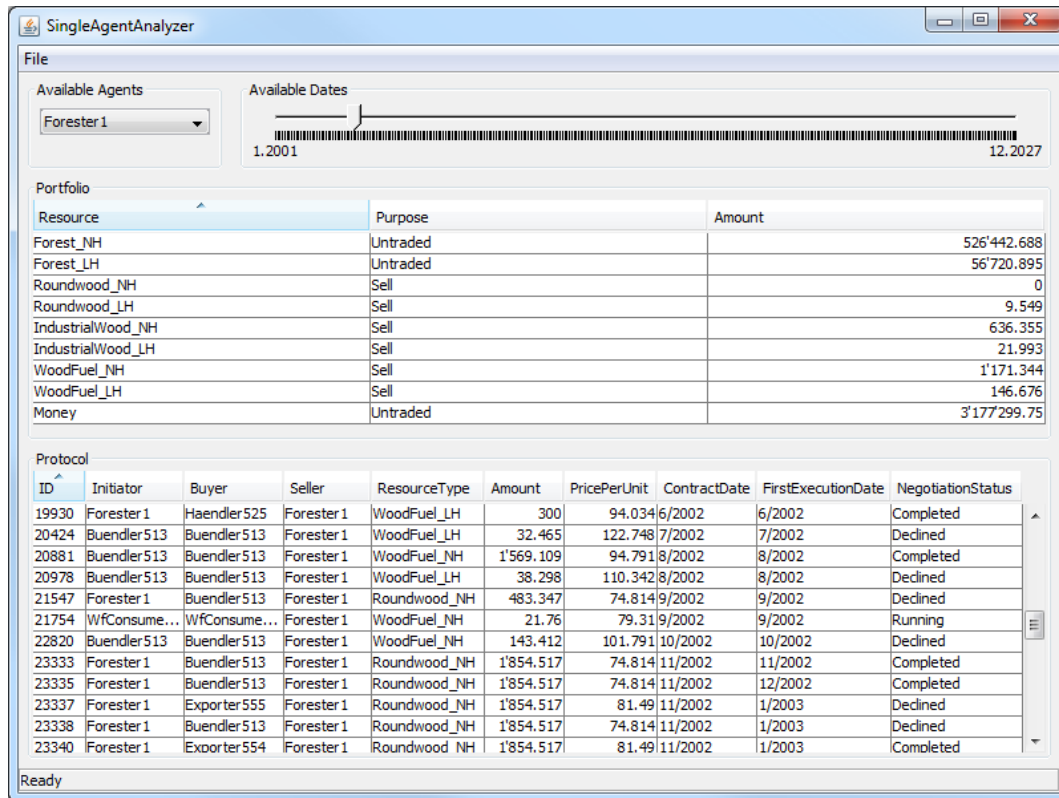 SingleAgentAnalyzer
File
Available Agents
Available Dates
Forester1
1.2001 12.2027
Portfolio
Resource Purpose Amount
Forest_NH Untraded 526'442.688
Forest_LH Untraded 56'720.895
Roundwood_NH Sell 0
Roundwood_LH Sell 9.549
IndustrialWood_NH Sell 636.355
IndustrialWood_LH Sell 21.993
WoodFuel_NH Sell 1'171.344
WoodFuel_LH Sell 146.676
Money Untraded 3'177'299.75
Protocol
ID Initiator Buyer Seller ResourceType Amount PricePerUnit ContractDate FirstExecutionDate NegotiationStatus
19930 Forester1 Haendler525 Forester1 WoodFuel_LH 300 94.034 6/2002 6/2002 Completed
20424 Buendler513 Buendler513 Forester1 WoodFuel_LH 32.465 122.748 7/2002 7/2002 Declined
20881 Buendler513 Buendler513 Forester1 WoodFuel_NH 1'569.109 94.791 8/2002 8/2002 Completed
20978 Buendler513 Buendler513 Forester1 WoodFuel_LH 38.298 110.342 8/2002 8/2002 Declined
21547 Forester1 Buendler513 Forester1 Roundwood_NH 483.347 74.814 9/2002 9/2002 Declined
21754 WfConsume... WfConsume... Forester1 WoodFuel_NH 21.76 79.31 9/2002 9/2002 Running
22820 Buendler513 Buendler513 Forester1 WoodFuel_NH 143.412 101.791 10/2002 10/2002 Declined
23333 Forester1 Buendler513 Forester1 Roundwood_NH 1'854.517 74.814 11/2002 11/2002 Completed
23335 Forester1 Buendler513 Forester1 Roundwood_NH 1'854.517 74.814 11/2002 12/2002 Completed
23337 Forester1 Exporter555 Forester1 Roundwood_NH 1'854.517 81.49 11/2002 1/2003 Declined
23338 Forester1 Buendler513 Forester1 Roundwood_NH 1'854.517 74.814 11/2002 1/2003 Declined
23340 Forester1 Exporter554 Forester1 Roundwood_NH 1'854.517 81.49 11/2002 1/2003 Completed
Ready